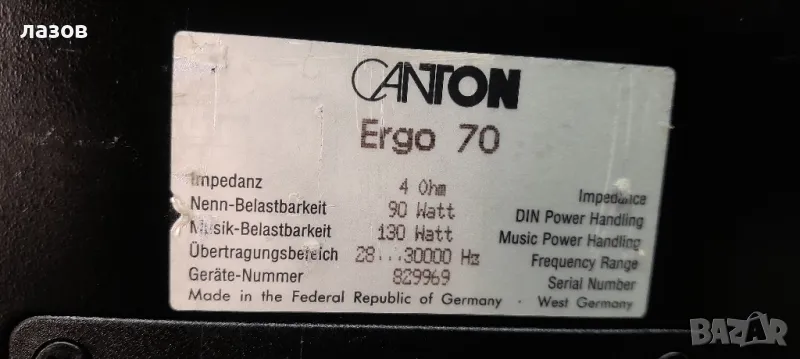 лазов
CANTON
Ergo 70
Impedanz 4 Ohm Impedance
Nenn-Belastbarkeit 90 Watt DIN Power Handling
Musik-Belastbarkeit 130 Watt Music Power Handling
Übertragungsbereich 28...30000 Hz Frequency Range
Geräte-Nummer 829969 Serial Number
Made in the Federal Republic of Germany · West Germany
BAZAR